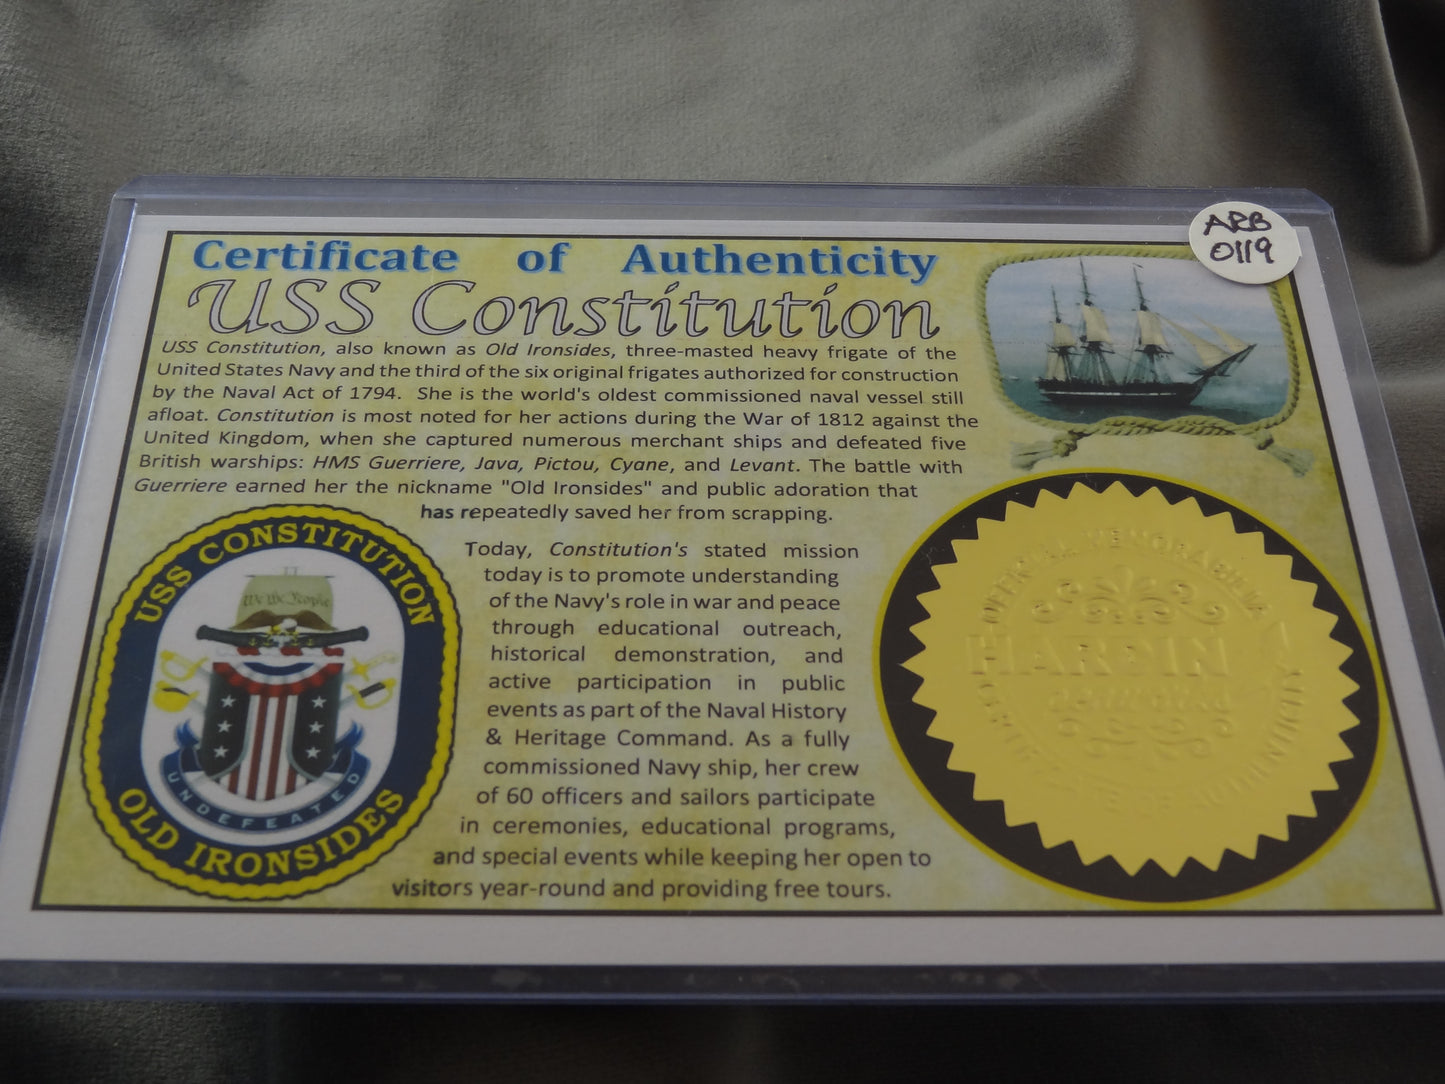 ARB
0119
Certificate of Authenticity
USS Constitution
USS Constitution, also known as Old Ironsides, three-masted heavy frigate of the
United States Navy and the third of the six original frigates authorized for construction
by the Naval Act of 1794. She is the world's oldest commissioned naval vessel still
afloat. Constitution is most noted for her actions during the War of 1812 against the
United Kingdom, when she captured numerous merchant ships and defeated five
British warships: HMS Guerriere, Java, Pictou, Cyane, and Levant. The battle with
Guerriere earned her the nickname "Old Ironsides" and public adoration that
has repeatedly saved her from scrapping.
Today, Constitution's stated mission
today is to promote understanding
of the Navy's role in war and peace
through educational outreach,
historical demonstration, and
active participation in public
events as part of the Naval History
& Heritage Command. As a fully
commissioned Navy ship, her crew
of 60 officers and sailors participate
in ceremonies, educational programs,
and special events while keeping her open to
visitors year-round and providing free tours.
USS CONSTITUTION
We the People
UNDEFEATED
OLD IRONSIDES
OFFICIAL MEMORABILIA
HARPIN
CERTIFICATE OF AUTHENTICITY